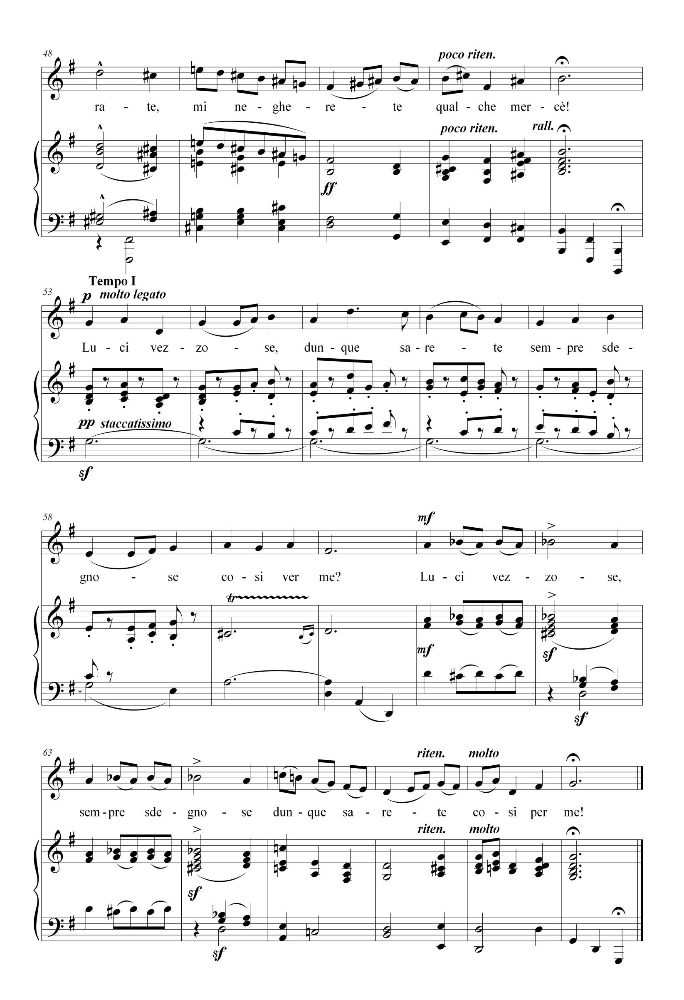 48
poco riten.
ra - te, mi ne - ghe - re - te qual - che mer - cè!
poco riten. rall.
ff
Tempo I
53
p molto legato
Lu - ci vez - zo - se, dun - que sa - re - te sem - pre sde -
pp staccatissimo
sf
58
mf
gno - se co - si ver me? Lu - ci vez - zo - se,
tr
mf sf
sf
63
riten. molto
sem - pre sde - gno - se dun - que sa - re - te co - si per me!
riten. molto
sf
sf